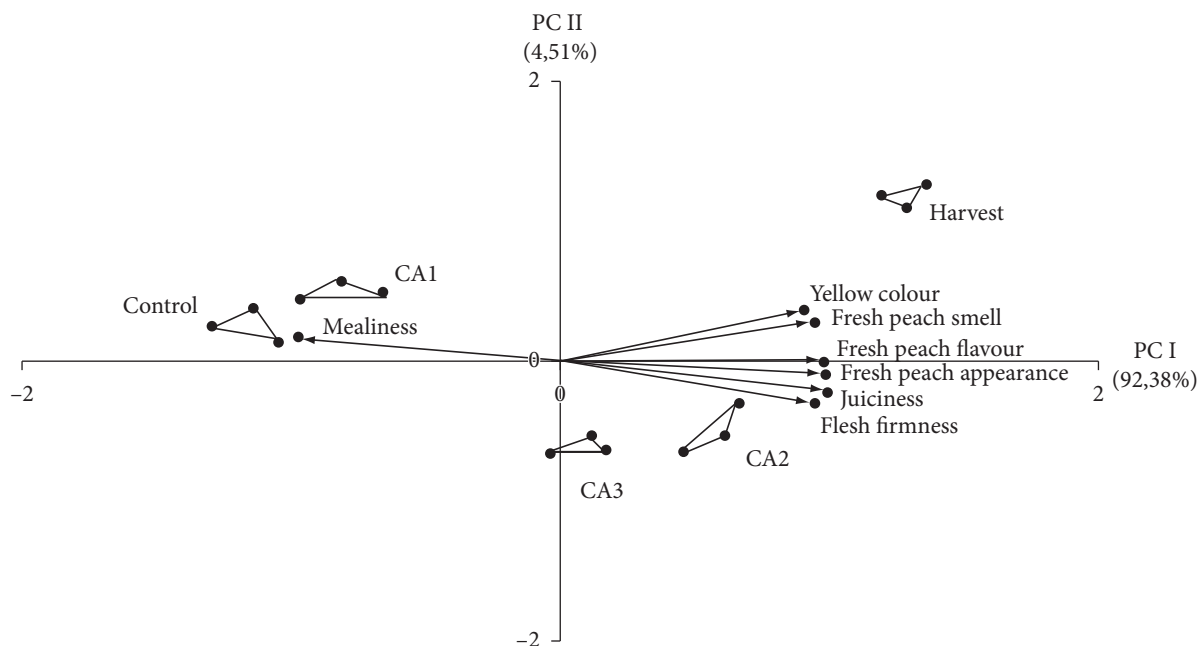 PC II
(4,51%)
2
Harvest
CA1
Control
Yellow colour
Mealiness
Fresh peach smell
Fresh peach flavour
PC I
0
Fresh peach appearance
(92,38%)
−2
0
Juiciness
2
Flesh firmness
CA2
CA3
−2